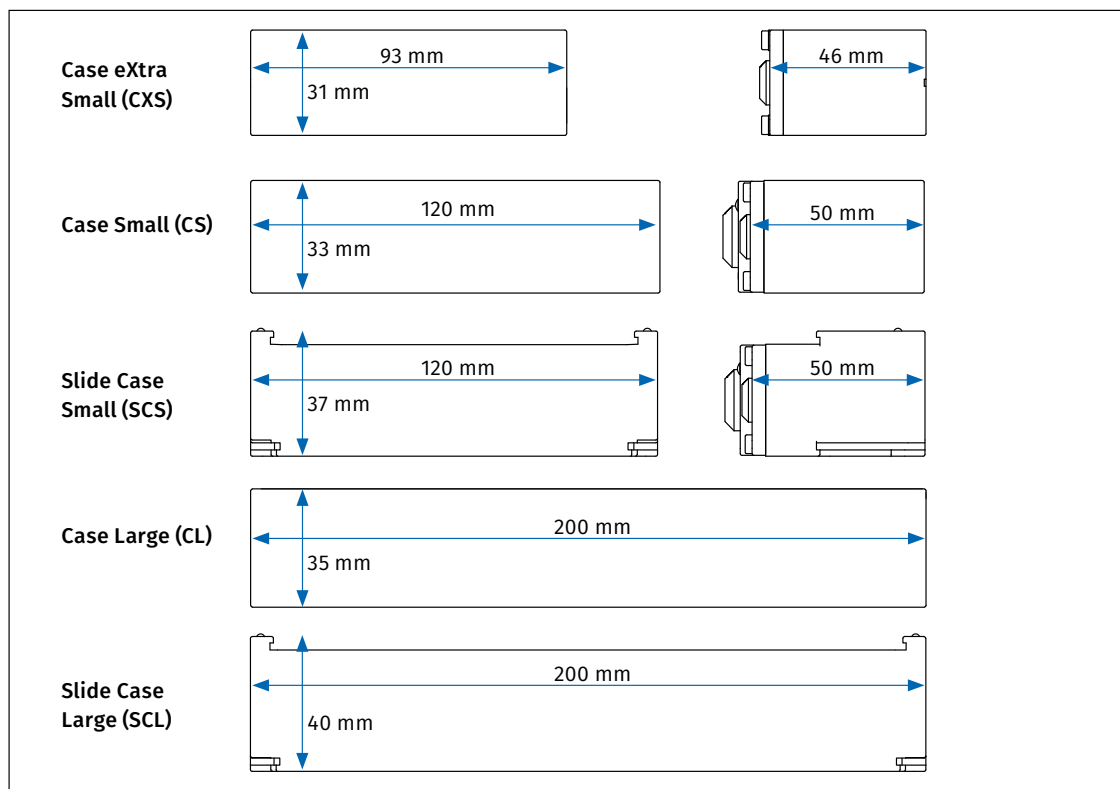 Case eXtra
Small (CXS)
93 mm
31 mm
46 mm
Case Small (CS)
120 mm
33 mm
50 mm
Slide Case
Small (SCS)
120 mm
37 mm
50 mm
Case Large (CL)
200 mm
35 mm
Slide Case
Large (SCL)
200 mm
40 mm